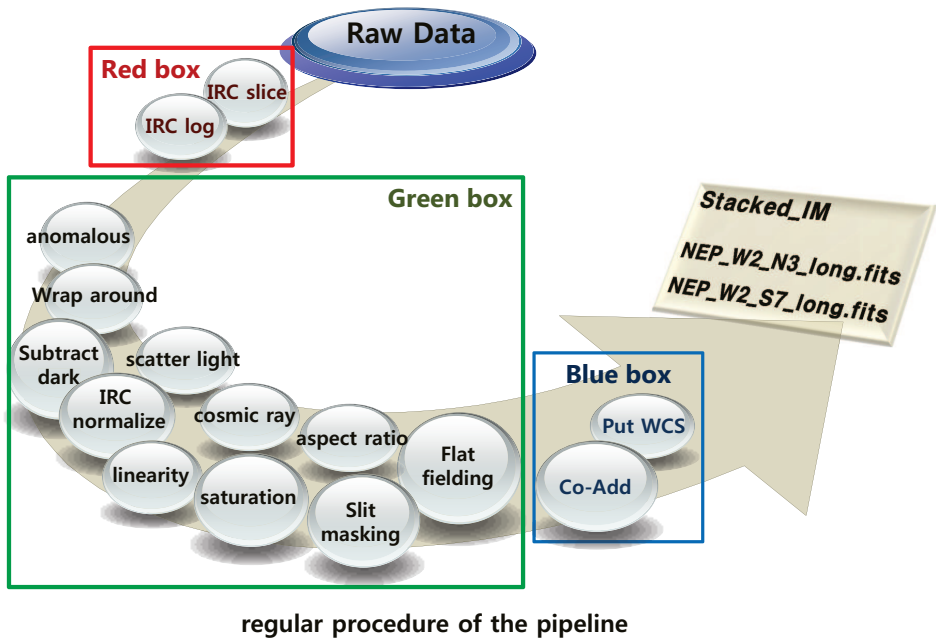 Raw Data
Red box
IRC slice
IRC log
Green box
anomalous
Wrap around
Subtract
dark
scatter light
IRC
normalize
cosmic ray
aspect ratio
linearity
saturation
Slit
masking
Flat
fielding
Blue box
Put WCS
Co-Add
Stacked_IM
NEP_W2_N3_long.fits
NEP_W2_S7_long.fits
regular procedure of the pipeline